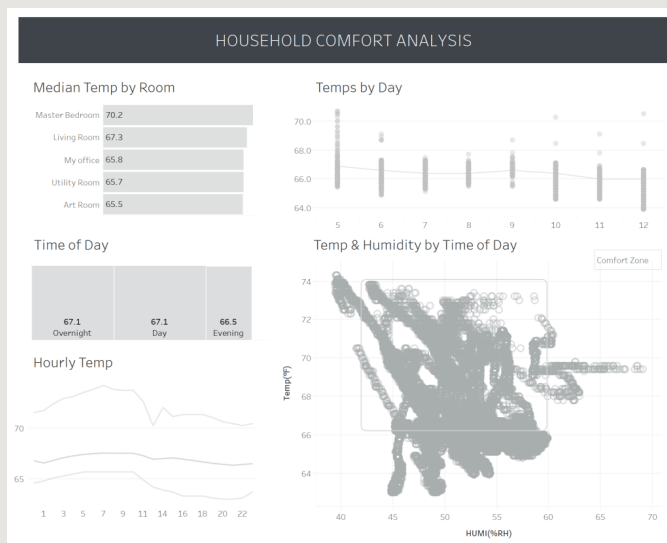 HOUSEHOLD COMFORT ANALYSIS
Median Temp by Room
Master Bedroom 70.2
Living Room 67.3
My office 65.8
Utility Room 65.7
Art Room 65.5
Temps by Day
70.0
68.0
66.0
64.0
5 6 7 8 9 10 11 12
Time of Day
67.1 67.1 66.5
Overnight Day Evening
Hourly Temp
70
65
1 3 5 7 9 11 13 14 16 18 20 22
Temp & Humidity by Time of Day
Comfort Zone
74
72
70
68
66
64
Temp(°F)
40 45 50 55 60 65 70
HUMI(%RH)